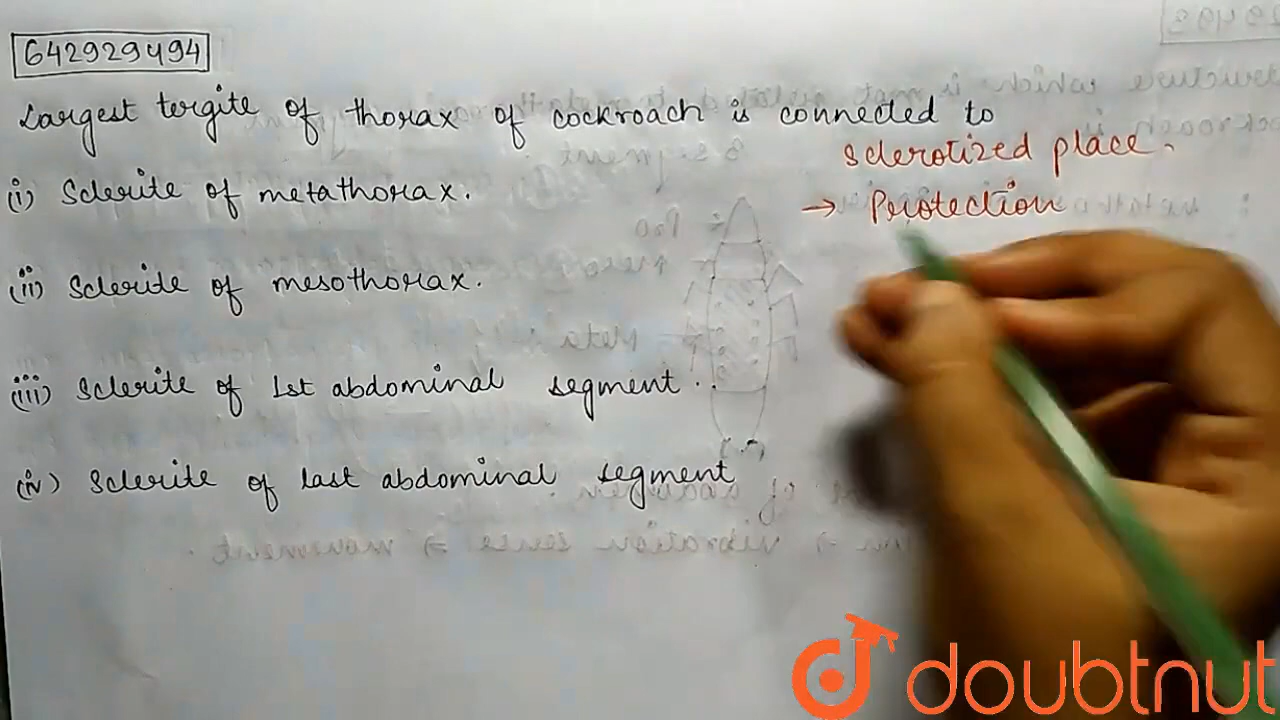 642929494
Largest tergite of thorax of cockroach is connected to
Sclerotized place.
(i) Sclerite of metathorax.
→ Protection
(ii) Sclerite of mesothorax.
(iii) Sclerite of 1st abdominal segment.
(iv) Sclerite of last abdominal segment
doubtnut